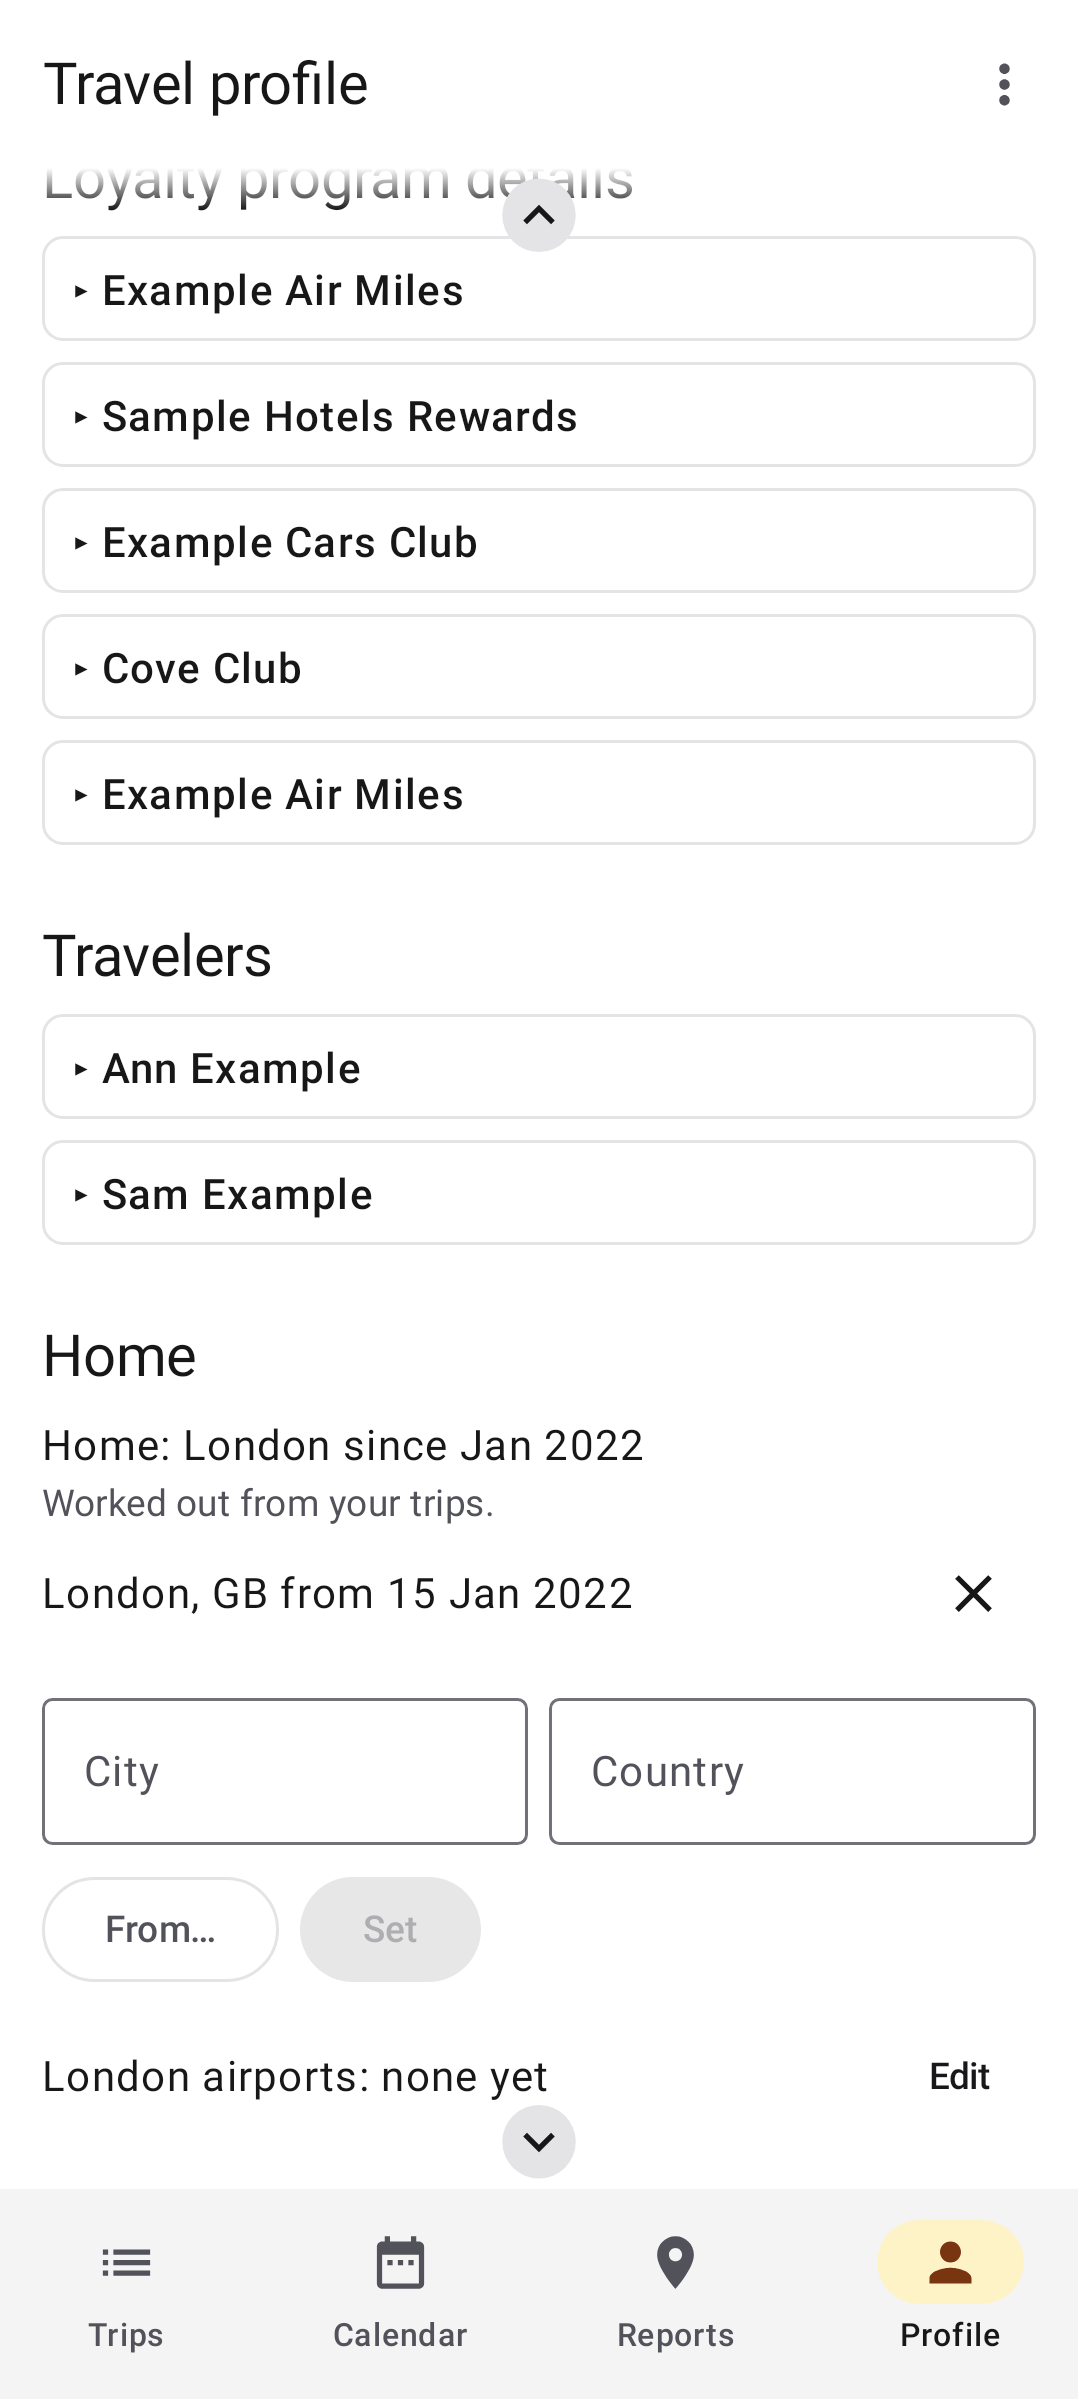 Travel profile
Loyalty program details
Example Air Miles
Sample Hotels Rewards
Example Cars Club
Cove Club
Example Air Miles
Travelers
Ann Example
Sam Example
Home
Home: London since Jan 2022
Worked out from your trips.
London, GB from 15 Jan 2022
City Country
From... Set
London airports: none yet Edit
Trips Calendar Reports Profile